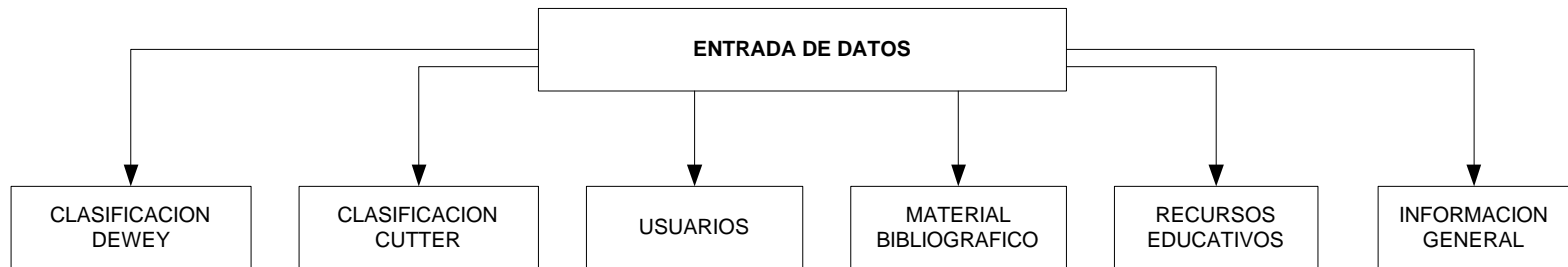 ENTRADA DE DATOS
CLASIFICACION
DEWEY
CLASIFICACION
CUTTER
USUARIOS
MATERIAL
BIBLIOGRAFICO
RECURSOS
EDUCATIVOS
INFORMACION
GENERAL